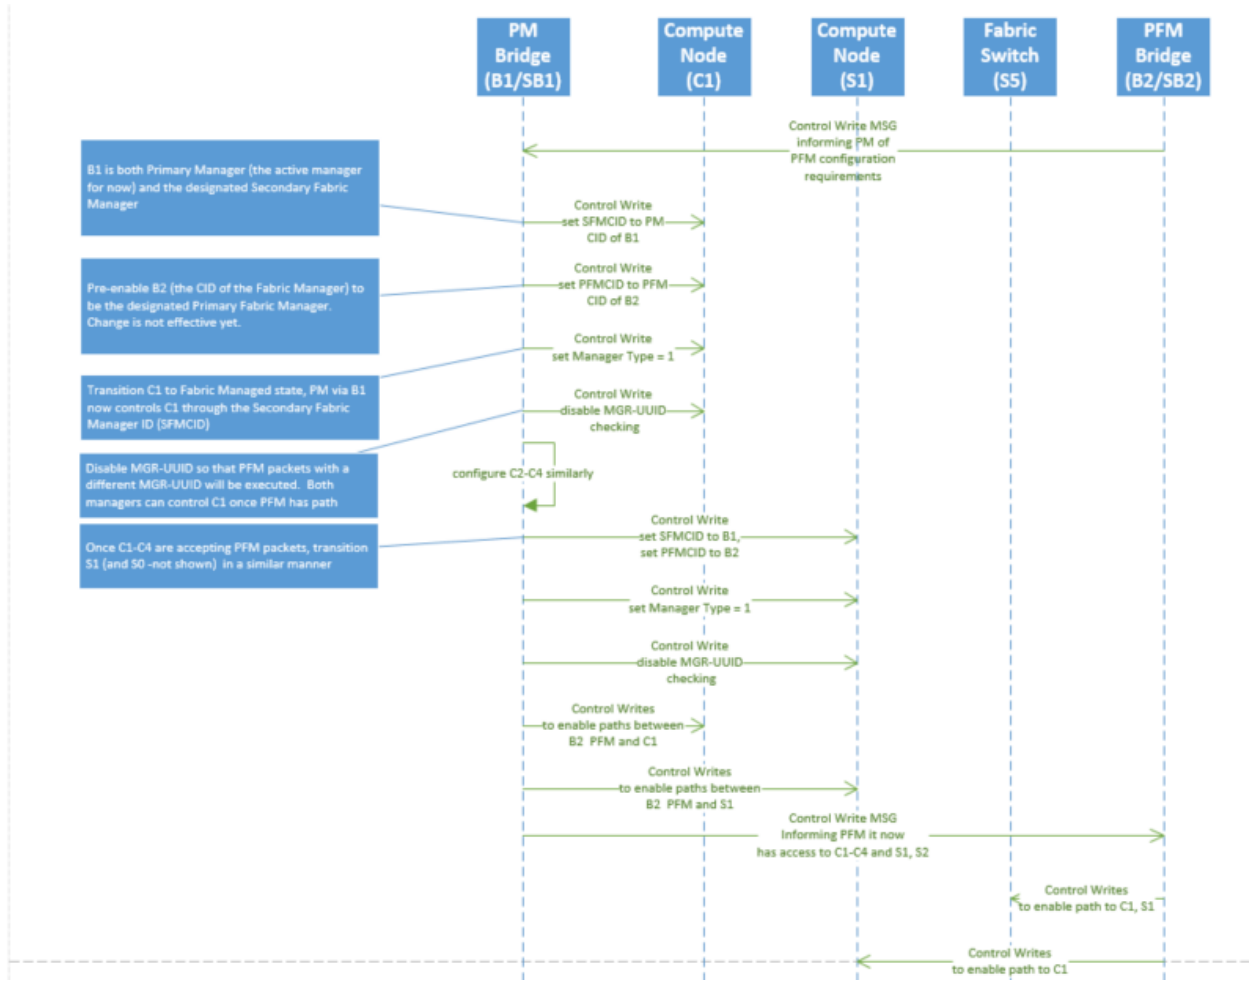 PM
Bridge
(B1/SB1)
Compute
Node
(C1)
Compute
Node
(S1)
Fabric
Switch
(S5)
PFM
Bridge
(B2/SB2)
Control Write MSG
informing PM of
PFM configuration
requirements
B1 is both Primary Manager (the active manager
for now) and the designated Secondary Fabric
Manager
Control Write
set SFMCID to PM
CID of B1
Pre-enable B2 (the CID of the Fabric Manager) to
be the designated Primary Fabric Manager.
Change is not effective yet.
Control Write
set PFMCID to PFM
CID of B2
Control Write
set Manager Type = 1
Transition C1 to Fabric Managed state, PM via B1
now controls C1 through the Secondary Fabric
Manager ID (SFMCID)
Control Write
disable MGR-UUID
checking
Disable MGR-UUID so that PFM packets with a
different MGR-UUID will be executed. Both
managers can control C1 once PFM has path
configure C2-C4 similarly
Once C1-C4 are accepting PFM packets, transition
S1 (and S0 -not shown) in a similar manner
Control Write
set SFMCID to B1,
set PFMCID to B2
Control Write
set Manager Type = 1
Control Write
disable MGR-UUID
checking
Control Writes
to enable paths between
B2 PFM and C1
Control Writes
to enable paths between
B2 PFM and S1
Control Write MSG
Informing PFM it now
has access to C1-C4 and S1, S2
Control Writes
to enable path to C1, S1
Control Writes
to enable path to C1